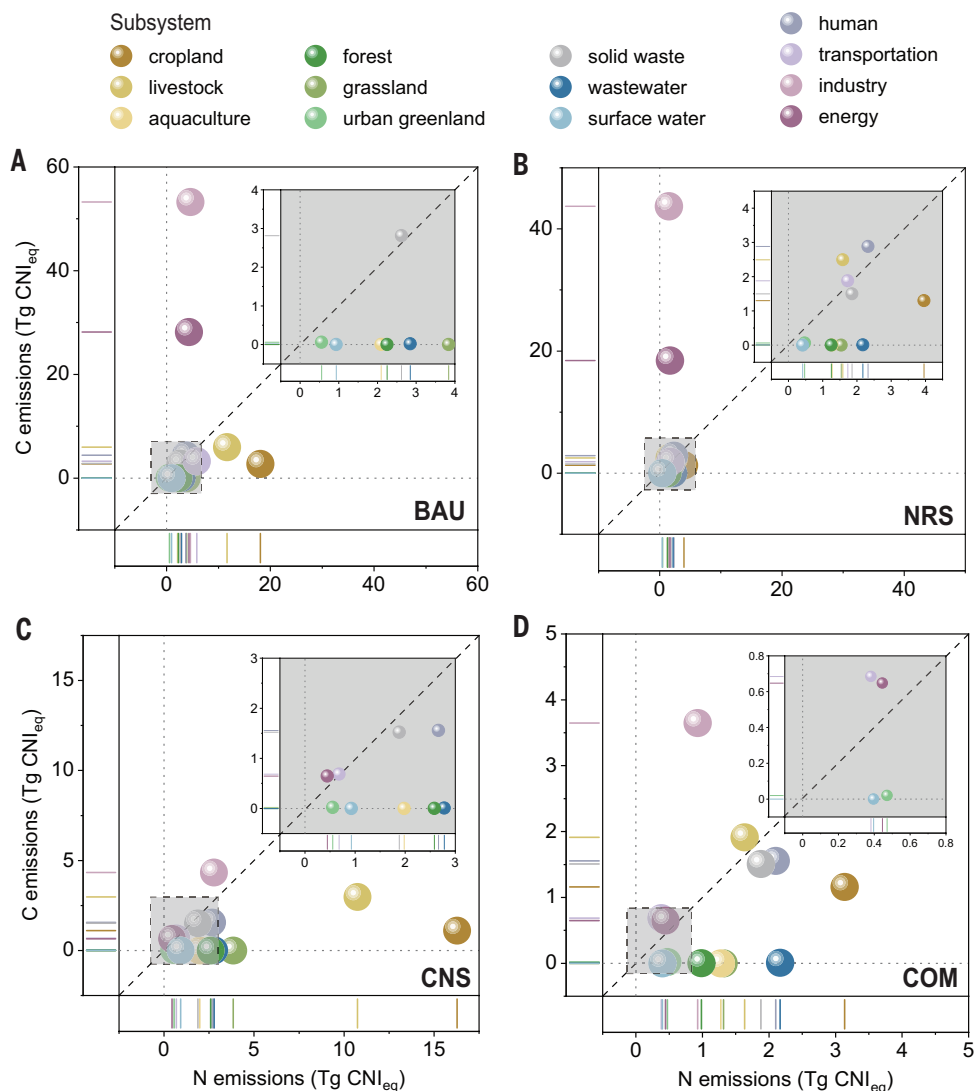 Subsystem
cropland
livestock
aquaculture
forest
grassland
urban greenland
solid waste
wastewater
surface water
human
transportation
industry
energy
A
C emissions (Tg CNIeq)
60
40
20
0
4
3
2
1
0
0 1 2 3 4
BAU
0 20 40 60
B
40
20
0
4
3
2
1
0
0 1 2 3 4
NRS
0 20 40
C
C emissions (Tg CNIeq)
15
10
5
0
3
2
1
0
0 1 2 3
CNS
0 5 10 15
N emissions (Tg CNIeq)
D
5
4
3
2
1
0
0.8
0.6
0.4
0.2
0
0 0.2 0.4 0.6 0.8
COM
0 1 2 3 4 5
N emissions (Tg CNIeq)